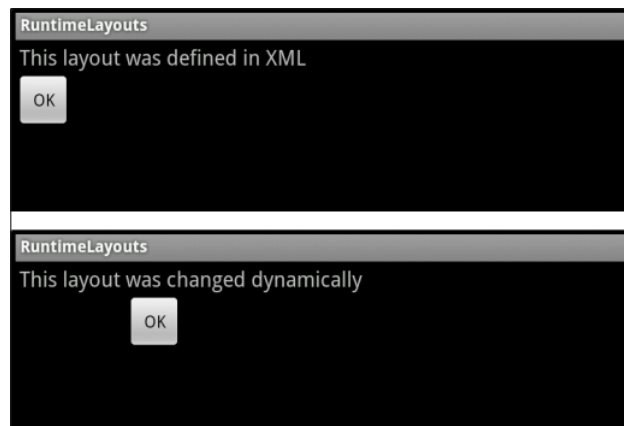 RuntimeLayouts
This layout was defined in XML
OK
RuntimeLayouts
This layout was changed dynamically
OK